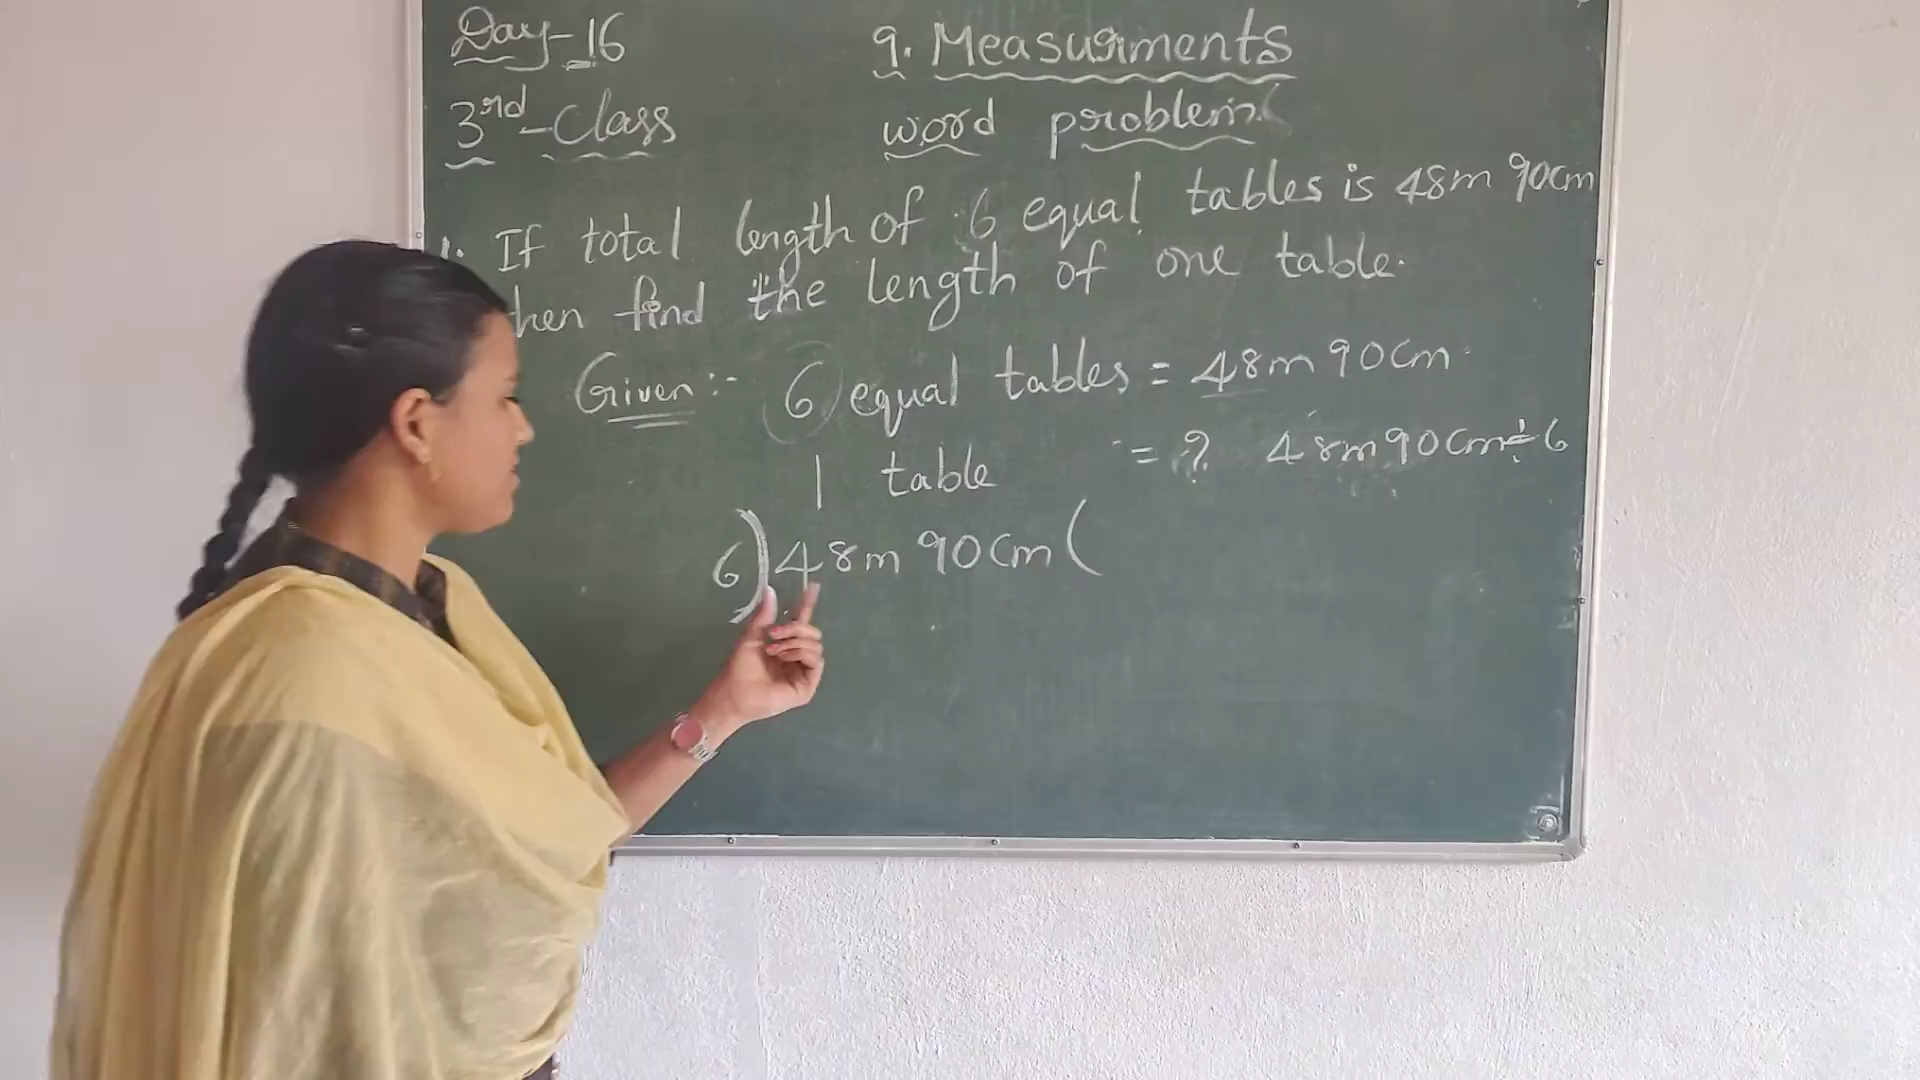 Day-16
9. Measurments
3rd-Class
word problem
1. If total length of 6 equal tables is 48m 90cm
then find the length of one table.
Given:- 6 equal tables = 48m 90cm
1 table = ? 48m 90cm ÷ 6
6)48m 90cm(